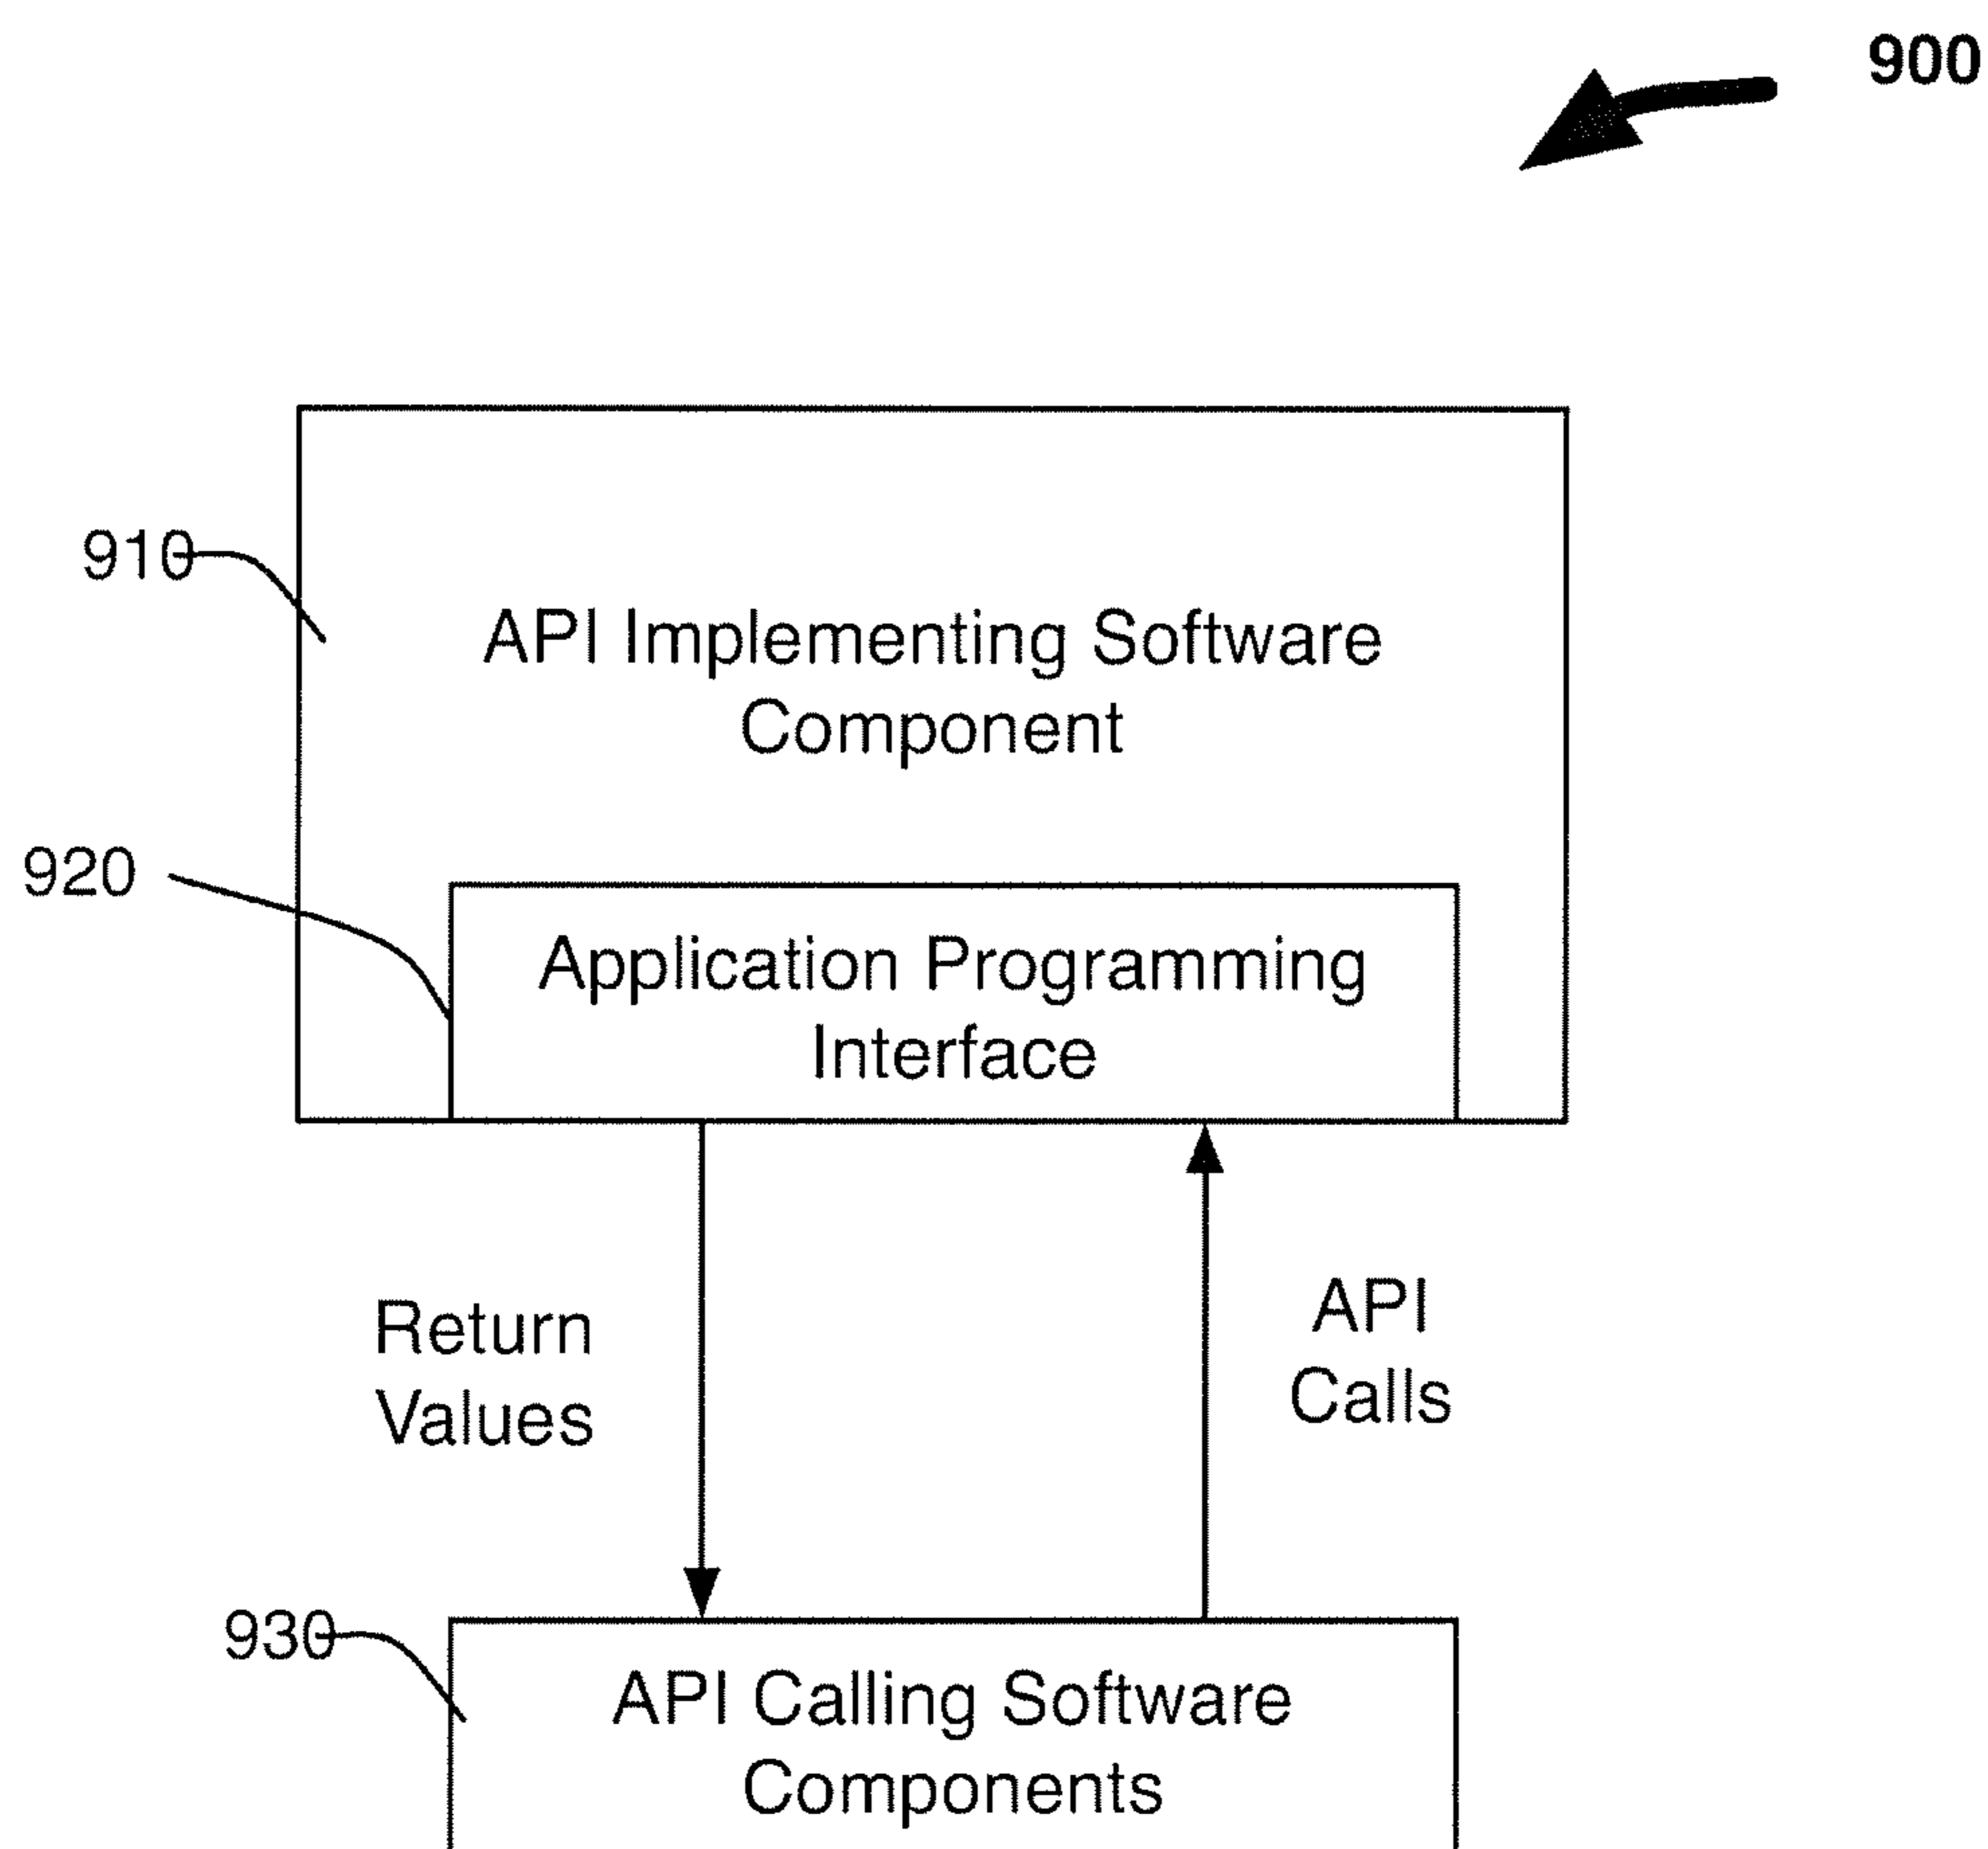 900
910
API Implementing Software
Component
920
Application Programming
Interface
Return
Values
API
Calls
930
API Calling Software
Components